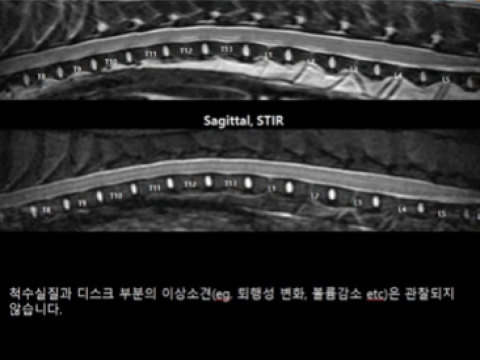 T8 T9 T10 T11 T12 T13 L1 L2 L3 L4 L5
Sagittal, STIR
T8 T9 T10 T11 T12 T13 L1 L2 L3 L4 L5
척수실질과 디스크 부분의 이상소견(eg. 퇴행성 변화, 볼륨감소 etc)은 관찰되지
않습니다.